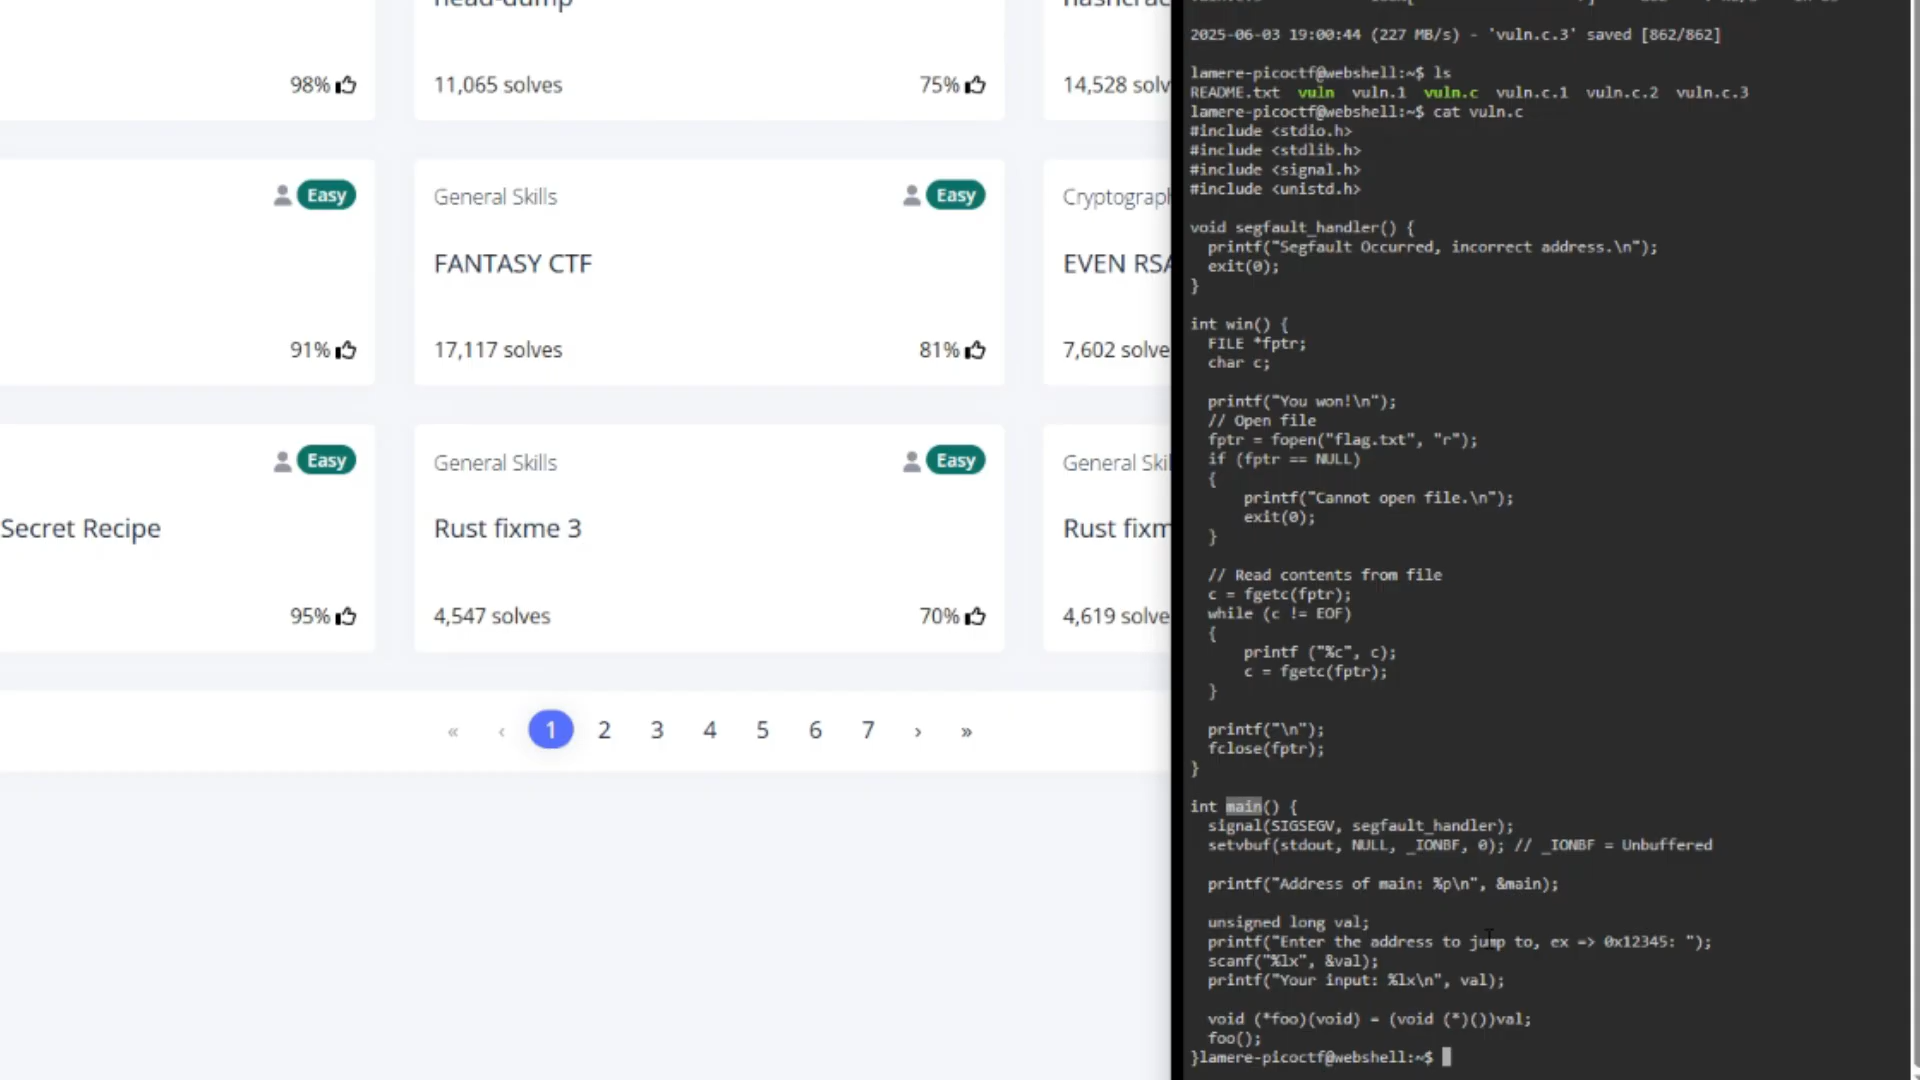 head-dump
98%
11,065 solves
75%
14,528 solv
Easy
General Skills
Easy
Cryptograph
FANTASY CTF
EVEN RSA
91%
17,117 solves
81%
7,602 solve
Easy
General Skills
Easy
General Skil
Secret Recipe
Rust fixme 3
Rust fixm
95%
4,547 solves
70%
4,619 solve
« ‹ 1 2 3 4 5 6 7 › »
2025-06-03 19:00:44 (227 MB/s) - 'vuln.c.3' saved [862/862]
lamere-picoctf@webshell:~$ ls
README.txt vuln vuln.1 vuln.c vuln.c.1 vuln.c.2 vuln.c.3
lamere-picoctf@webshell:~$ cat vuln.c
#include <stdio.h>
#include <stdlib.h>
#include <signal.h>
#include <unistd.h>
void segfault_handler() {
printf("Segfault Occurred, incorrect address.\n");
exit(0);
}
int win() {
FILE *fptr;
char c;
printf("You won!\n");
// Open file
fptr = fopen("flag.txt", "r");
if (fptr == NULL)
{
printf("Cannot open file.\n");
exit(0);
}
// Read contents from file
c = fgetc(fptr);
while (c != EOF)
{
printf ("%c", c);
c = fgetc(fptr);
}
printf("\n");
fclose(fptr);
}
int main() {
signal(SIGSEGV, segfault_handler);
setvbuf(stdout, NULL, _IONBF, 0); // _IONBF = Unbuffered
printf("Address of main: %p\n", &main);
unsigned long val;
printf("Enter the address to jump to, ex => 0x12345: ");
scanf("%lx", &val);
printf("Your input: %lx\n", val);
void (*foo)(void) = (void (*)())val;
foo();
}lamere-picoctf@webshell:~$